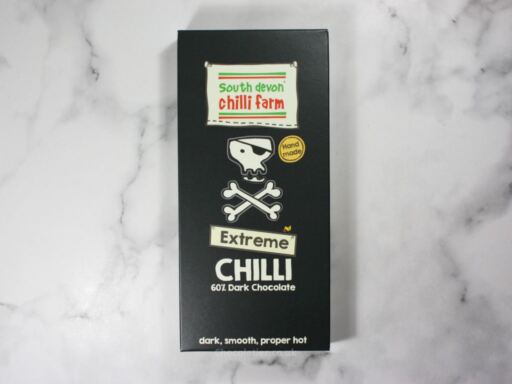 South devon
chilli farm
Hand
made
Extreme
CHILLI
60% Dark Chocolate
dark, smooth, proper hot